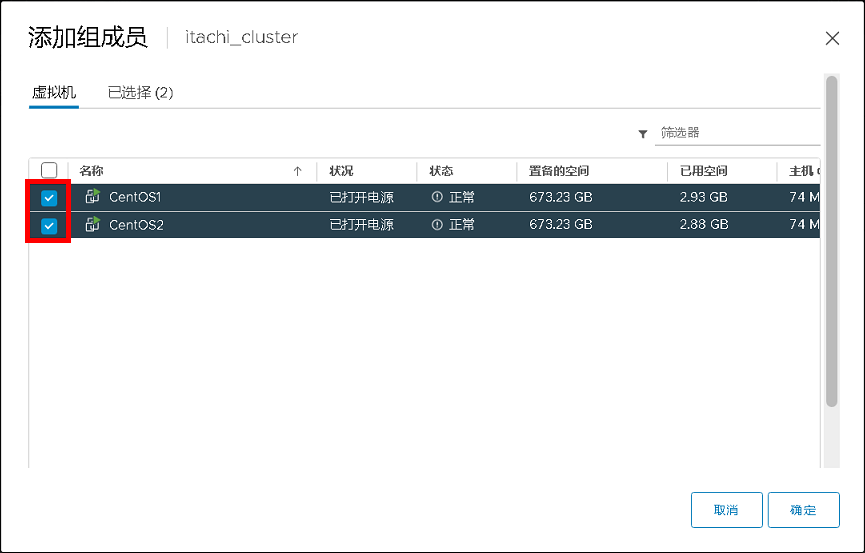 添加组成员 itachi_cluster
虚拟机 已选择 (2)
筛选器
名称 状况 状态 置备的空间 已用空间 主机
CentOS1 已打开电源 正常 673.23 GB 2.93 GB 74 M
CentOS2 已打开电源 正常 673.23 GB 2.88 GB 74 M
取消 确定